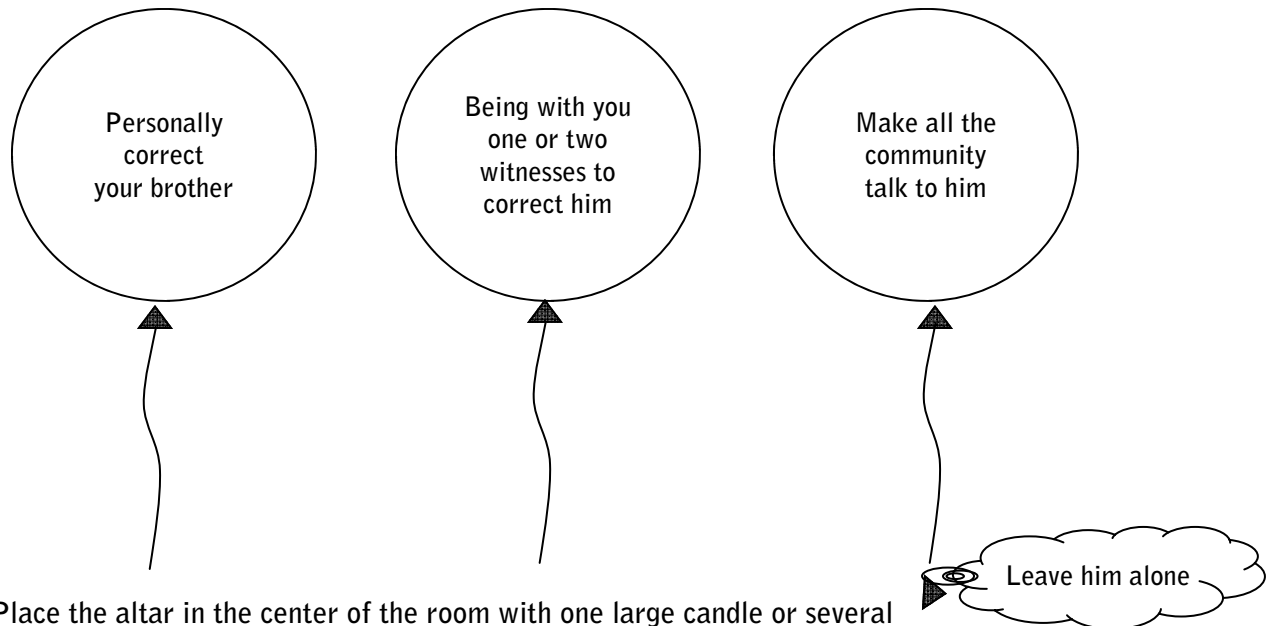 Personally
correct
your brother
Being with you
one or two
witnesses to
correct him
Make all the
community
talk to him
Leave him alone
Place the altar in the center of the room with one large candle or several